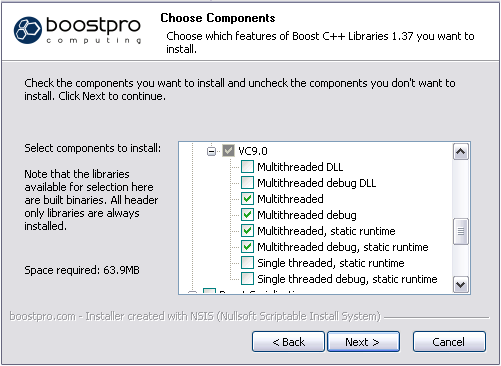 boostpro
computing
Choose Components
Choose which features of Boost C++ Libraries 1.37 you want to
install.
Check the components you want to install and uncheck the components you don't want to
install. Click Next to continue.
Select components to install:
Note that the libraries
available for selection here
are built binaries. All header
only libraries are always
installed.
Space required: 63.9MB
VC9.0
Multithreaded DLL
Multithreaded debug DLL
Multithreaded
Multithreaded debug
Multithreaded, static runtime
Multithreaded debug, static runtime
Single threaded, static runtime
Single threaded debug, static runtime
boostpro.com - Installer created with NSIS (Nullsoft Scriptable Install System)
< Back
Next >
Cancel